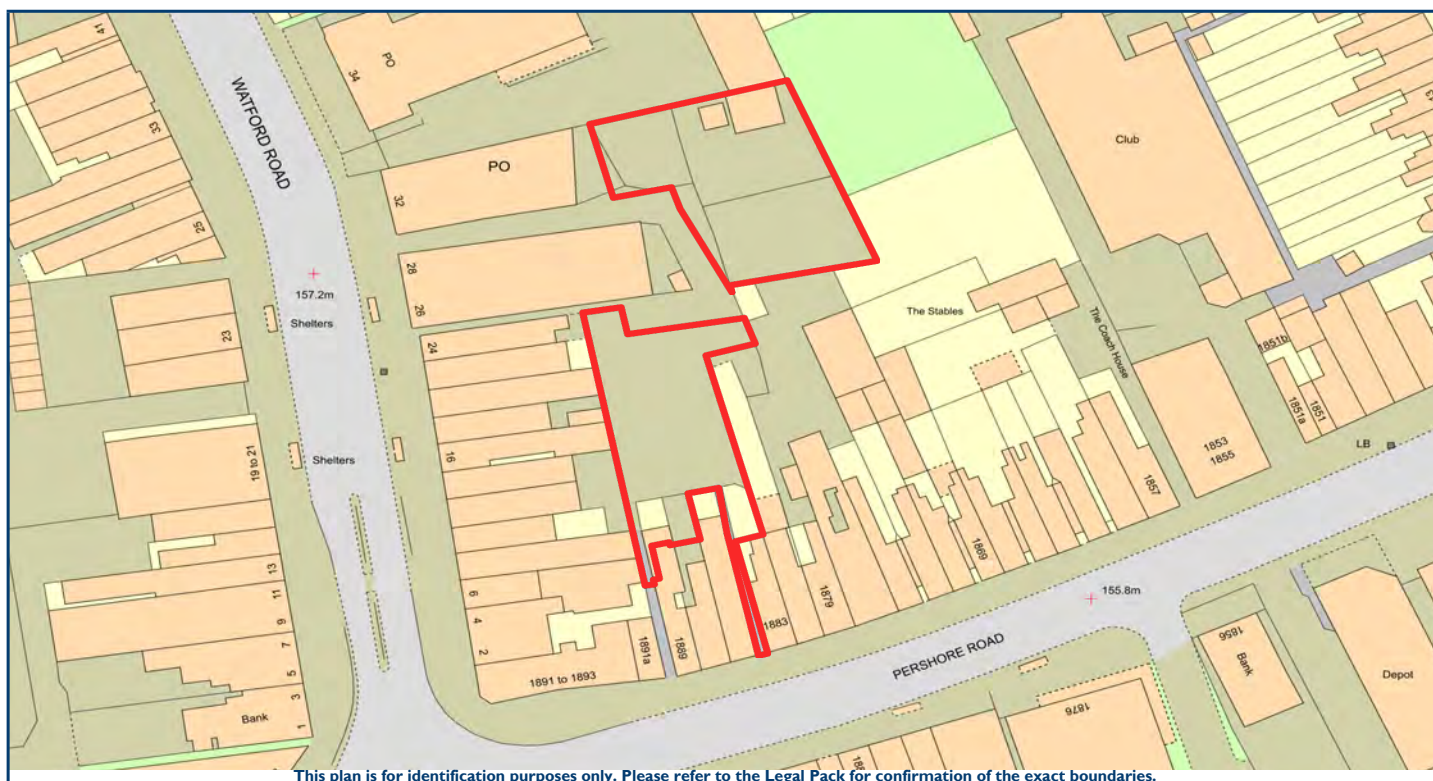 41
33
25
WATFORD ROAD
34
PO
PO
32
28
26
24
157.2m
Shelters
23
Shelters
19 to 21
16
13
11
9
7
5
3
1
Bank
6
4
2
1891 to 1893
1891a
1889
1883
1879
1869
1857
The Stables
The Coach House
Club
1851b
1851a
1851
1853
1855
LB
155.8m
PERSHORE ROAD
1876
1856
Bank
Depot
This plan is for identification purposes only. Please refer to the Legal Pack for confirmation of the exact boundaries.